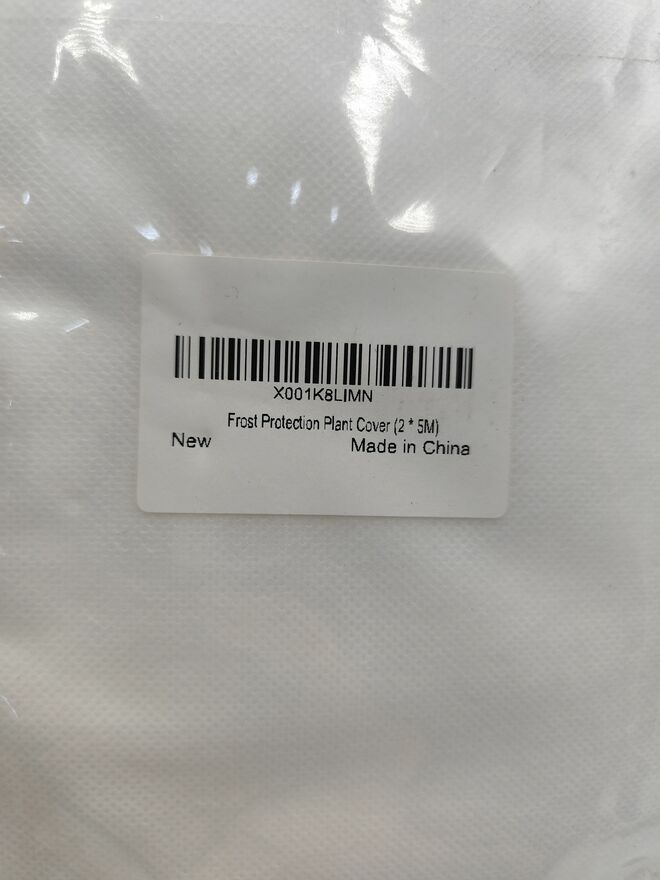 X001K8LIMN
Frost Protection Plant Cover (2 * 5M)
New
Made in China